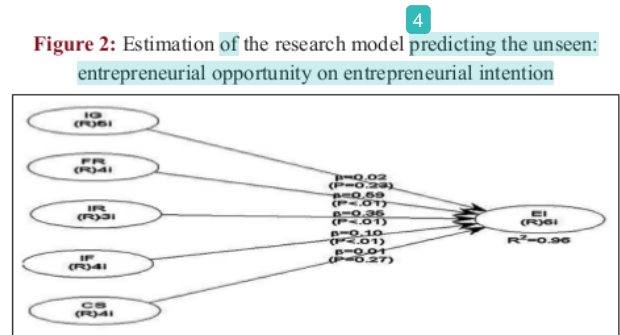 4
Figure 2: Estimation of the research model predicting the unseen:
entrepreneurial opportunity on entrepreneurial intention
IG
(R)5i
FR
(R)4i
IR
(R)3i
IF
(R)4i
CS
(R)4i
β=0.02
(P=0.23)
β=0.59
(P<.01)
β=0.35
(P<.01)
β=0.10
(P<.01)
β=0.01
(P=0.27)
EI
(R)6i
R²=0.96